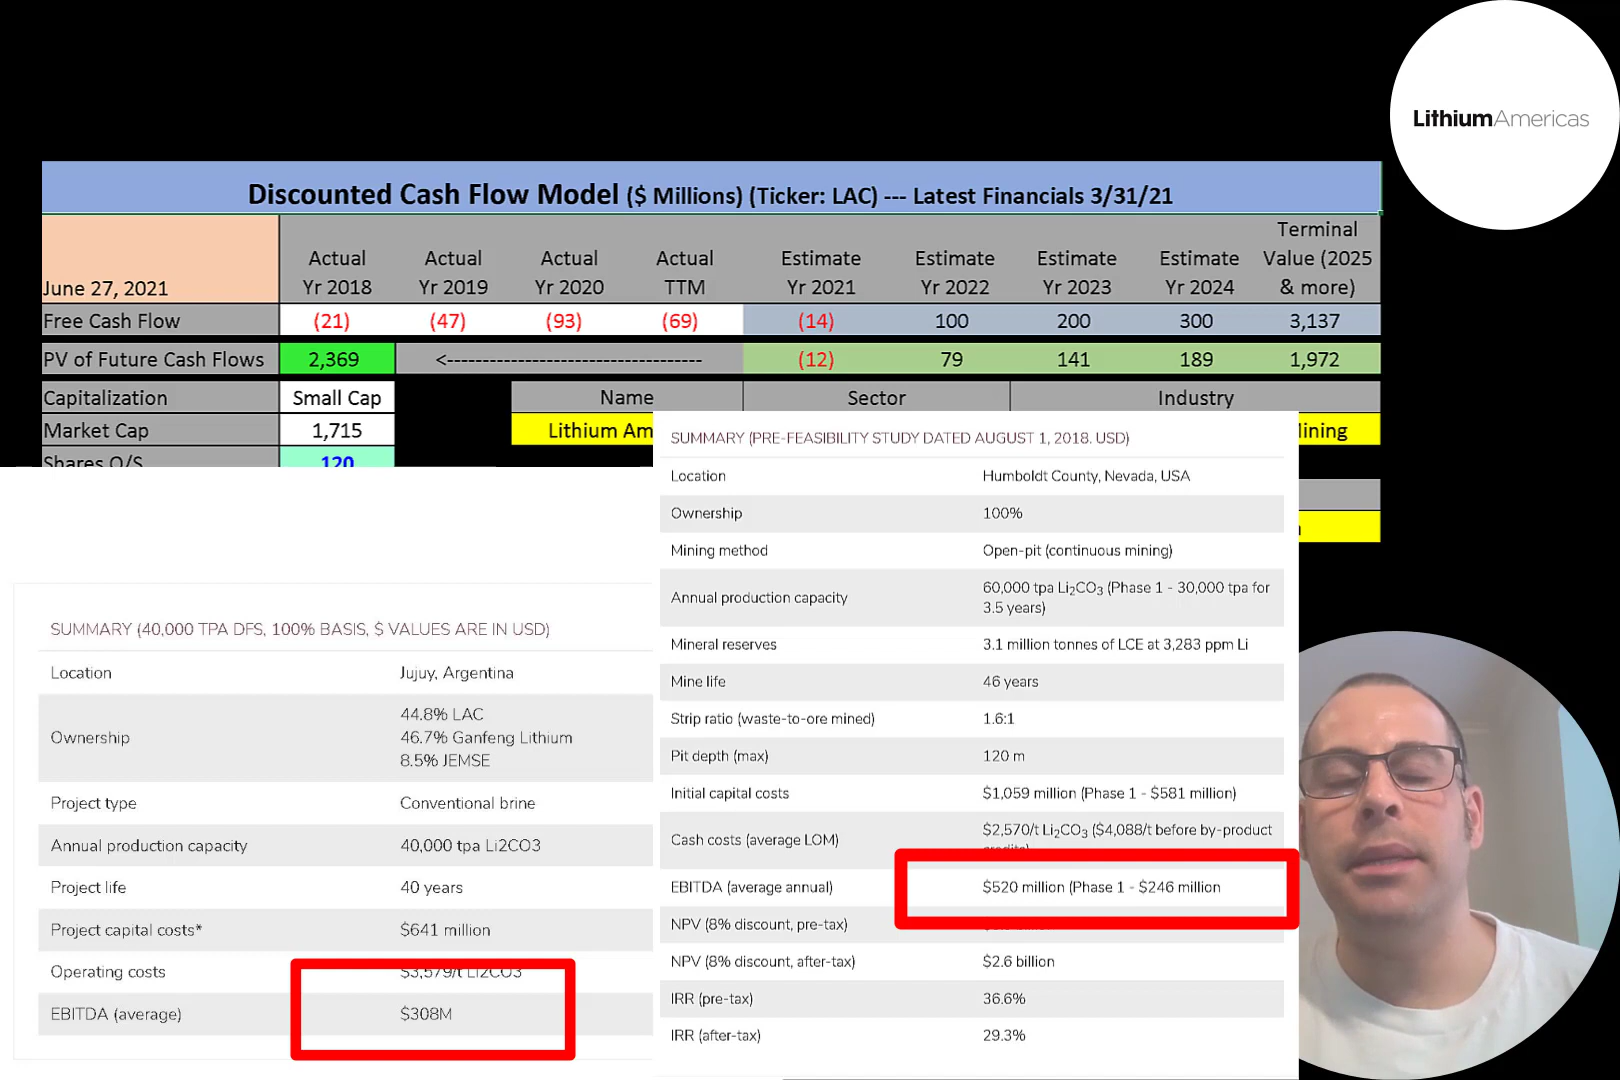 LithiumAmericas
Discounted Cash Flow Model ($ Millions) (Ticker: LAC) --- Latest Financials 3/31/21
June 27, 2021
Actual Yr 2018
Actual Yr 2019
Actual Yr 2020
Actual TTM
Estimate Yr 2021
Estimate Yr 2022
Estimate Yr 2023
Estimate Yr 2024
Terminal Value (2025 & more)
Free Cash Flow (21) (47) (93) (69) (14) 100 200 300 3,137
PV of Future Cash Flows 2,369 <----------------------------------- (12) 79 141 189 1,972
Capitalization Small Cap Name Sector Industry
Market Cap 1,715 Lithium Am
Shares O/S 120
SUMMARY (40,000 TPA DFS, 100% BASIS, $ VALUES ARE IN USD)
Location Jujuy, Argentina
Ownership
44.8% LAC
46.7% Ganfeng Lithium
8.5% JEMSE
Project type Conventional brine
Annual production capacity 40,000 tpa Li2CO3
Project life 40 years
Project capital costs* $641 million
Operating costs $3,579/t Li2CO3
EBITDA (average) $308M
SUMMARY (PRE-FEASIBILITY STUDY DATED AUGUST 1, 2018. USD)
Location Humboldt County, Nevada, USA
Ownership 100%
Mining method Open-pit (continuous mining)
Annual production capacity 60,000 tpa Li2CO3 (Phase 1 - 30,000 tpa for
3.5 years)
Mineral reserves 3.1 million tonnes of LCE at 3,283 ppm Li
Mine life 46 years
Strip ratio (waste-to-ore mined) 1.6:1
Pit depth (max) 120 m
Initial capital costs $1,059 million (Phase 1 - $581 million)
Cash costs (average LOM) $2,570/t Li2CO3 ($4,088/t before by-product
credits)
EBITDA (average annual) $520 million (Phase 1 - $246 million
NPV (8% discount, pre-tax)
NPV (8% discount, after-tax) $2.6 billion
IRR (pre-tax) 36.6%
IRR (after-tax) 29.3%